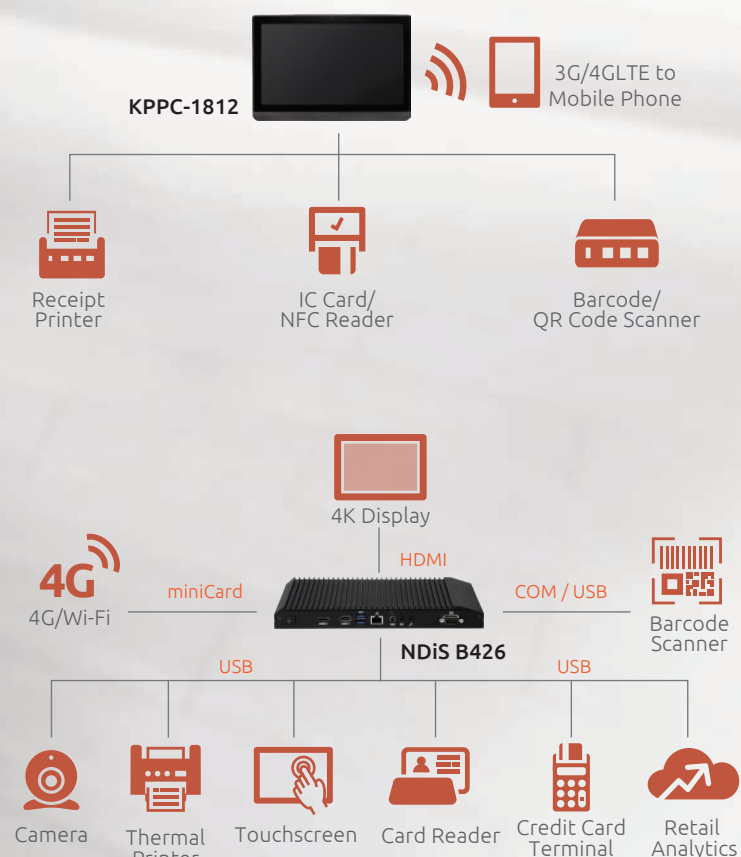 KPPC-1812
3G/4GLTE to
Mobile Phone
Receipt
Printer
IC Card/
NFC Reader
Barcode/
QR Code Scanner
4K Display
HDMI
4G
4G/Wi-Fi
miniCard
COM / USB
Barcode
Scanner
NDiS B426
USB
USB
Camera
Thermal
Printer
Touchscreen
Card Reader
Credit Card
Terminal
Retail
Analytics